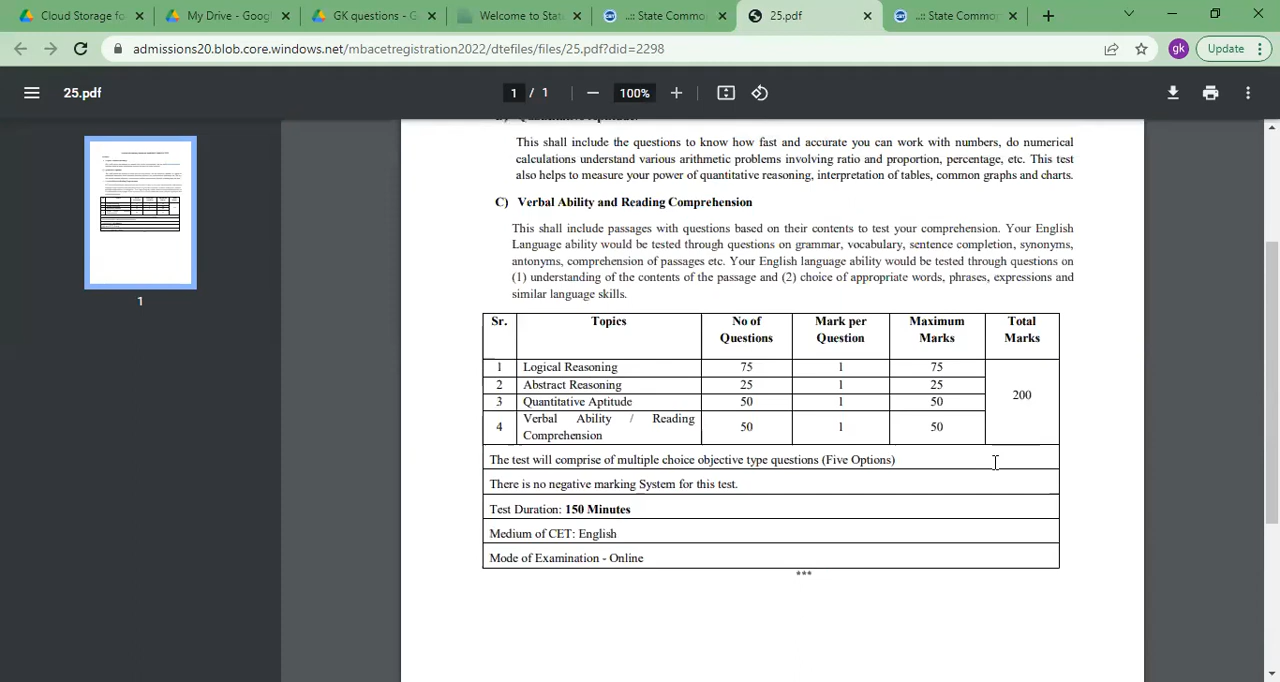 Cloud Storage fo
My Drive - Goog
GK questions - G
Welcome to Stat
..:: State Commo
25.pdf
..:: State Commo
admissions20.blob.core.windows.net/mbacetregistration2022/dtefiles/files/25.pdf?did=2298
gk
Update
25.pdf
1 / 1
100%
This shall include the questions to know how fast and accurate you can work with numbers, do numerical
calculations understand various arithmetic problems involving ratio and proportion, percentage, etc. This test
also helps to measure your power of quantitative reasoning, interpretation of tables, common graphs and charts.
C) Verbal Ability and Reading Comprehension
This shall include passages with questions based on their contents to test your comprehension. Your English
Language ability would be tested through questions on grammar, vocabulary, sentence completion, synonyms,
antonyms, comprehension of passages etc. Your English language ability would be tested through questions on
(1) understanding of the contents of the passage and (2) choice of appropriate words, phrases, expressions and
similar language skills.
Sr. Topics No of Questions Mark per Question Maximum Marks Total Marks
1 Logical Reasoning 75 1 75 200
2 Abstract Reasoning 25 1 25
3 Quantitative Aptitude 50 1 50
4 Verbal Ability / Reading Comprehension 50 1 50
The test will comprise of multiple choice objective type questions (Five Options)
There is no negative marking System for this test.
Test Duration: 150 Minutes
Medium of CET: English
Mode of Examination - Online
***
1